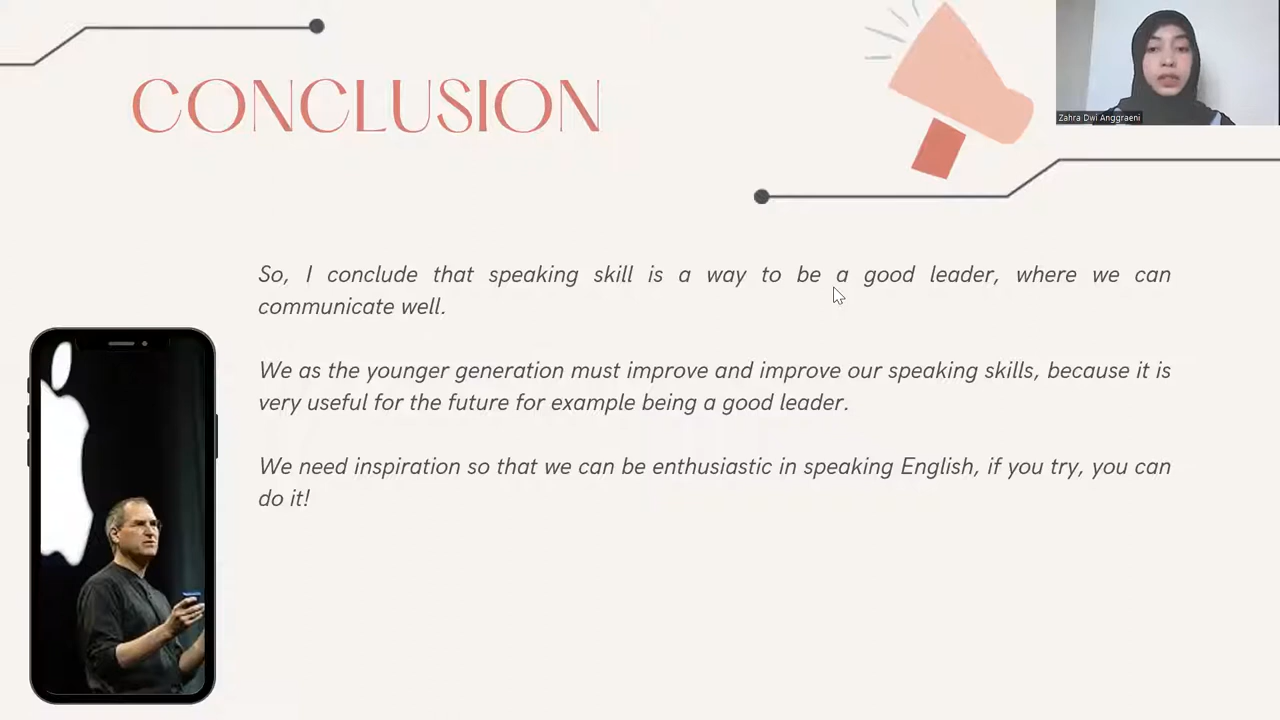 CONCLUSION
Zahra Dwi Anggraeni
So, I conclude that speaking skill is a way to be a good leader, where we can
communicate well.
We as the younger generation must improve and improve our speaking skills, because it is
very useful for the future for example being a good leader.
We need inspiration so that we can be enthusiastic in speaking English, if you try, you can
do it!